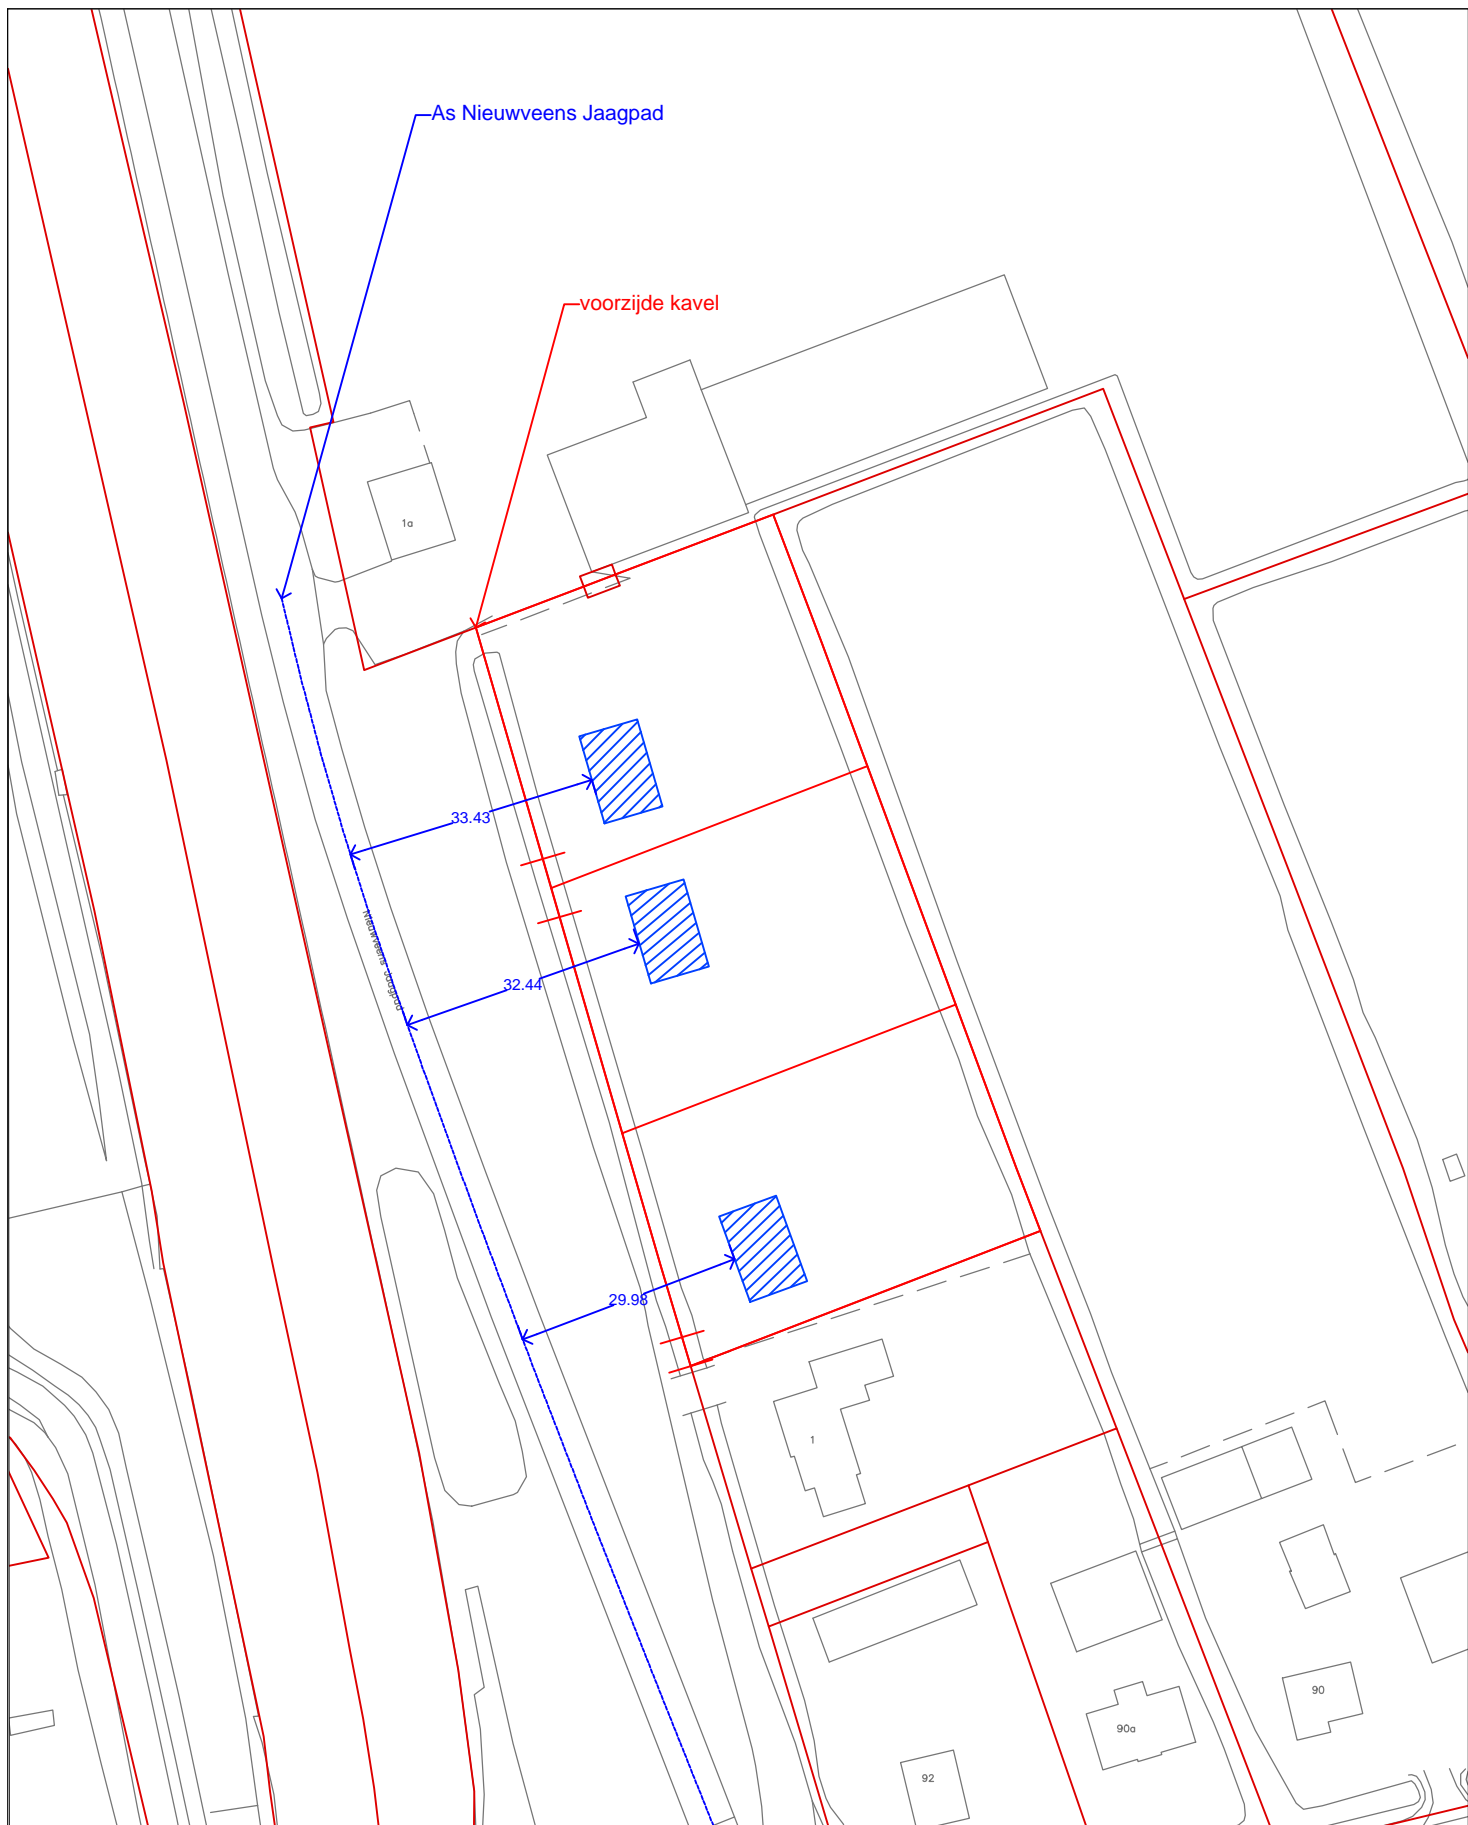 As Nieuwveens Jaagpad
voorzijde kavel
1a
33.43
Nieuwveens Jaagpad
32.44
29.98
1
90
90a
92